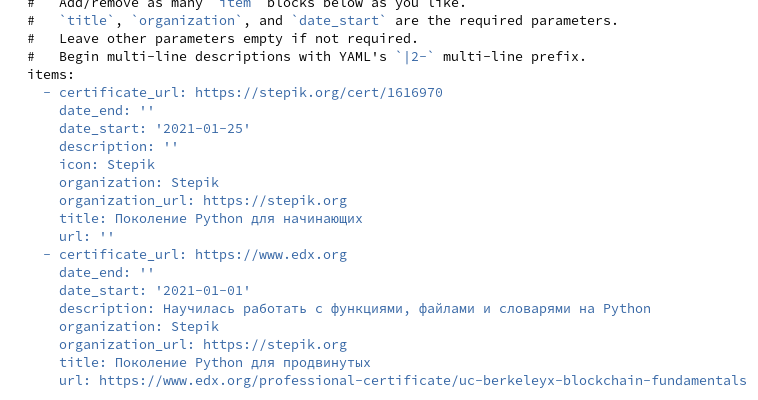 #   Add/remove as many `item` blocks below as you like.
#   `title`, `organization`, and `date_start` are the required parameters.
#   Leave other parameters empty if not required.
#   Begin multi-line descriptions with YAML's `|2-` multi-line prefix.
items:
  - certificate_url: https://stepik.org/cert/1616970
    date_end: ''
    date_start: '2021-01-25'
    description: ''
    icon: Stepik
    organization: Stepik
    organization_url: https://stepik.org
    title: Поколение Python для начинающих
    url: ''
  - certificate_url: https://www.edx.org
    date_end: ''
    date_start: '2021-01-01'
    description: Научилась работать с функциями, файлами и словарями на Python
    organization: Stepik
    organization_url: https://stepik.org
    title: Поколение Python для продвинутых
    url: https://www.edx.org/professional-certificate/uc-berkeleyx-blockchain-fundamentals